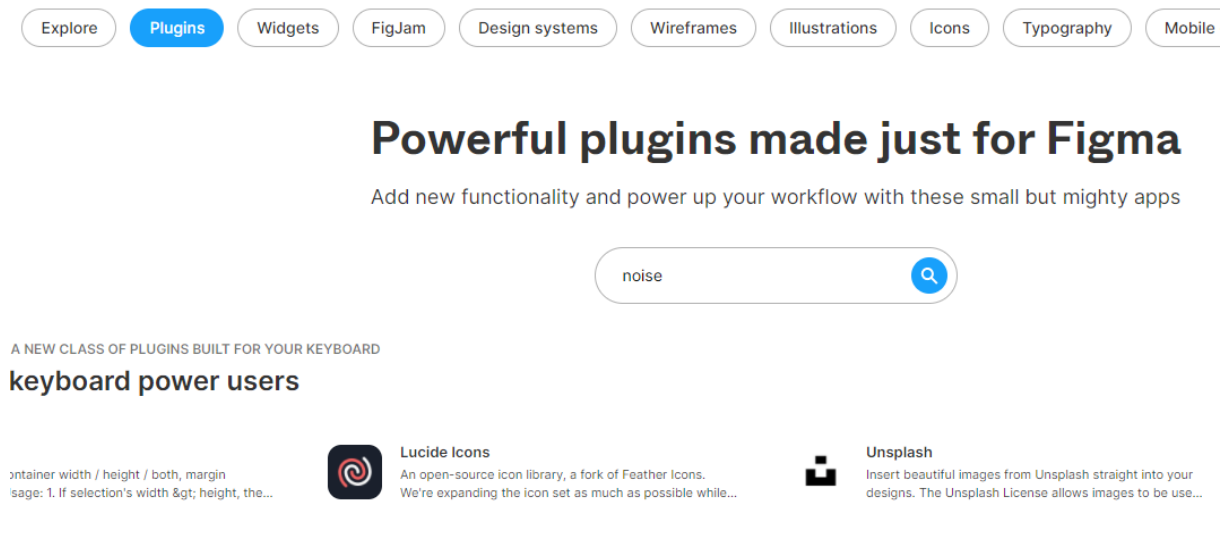 Explore Plugins Widgets FigJam Design systems Wireframes Illustrations Icons Typography Mobile
Powerful plugins made just for Figma
Add new functionality and power up your workflow with these small but mighty apps
noise
A NEW CLASS OF PLUGINS BUILT FOR YOUR KEYBOARD
keyboard power users
width / height / both, margin
1. If selection's width &gt; height, the...
Lucide Icons
An open-source icon library, a fork of Feather Icons.
We're expanding the icon set as much as possible while...
Unsplash
Insert beautiful images from Unsplash straight into your
designs. The Unsplash License allows images to be use...